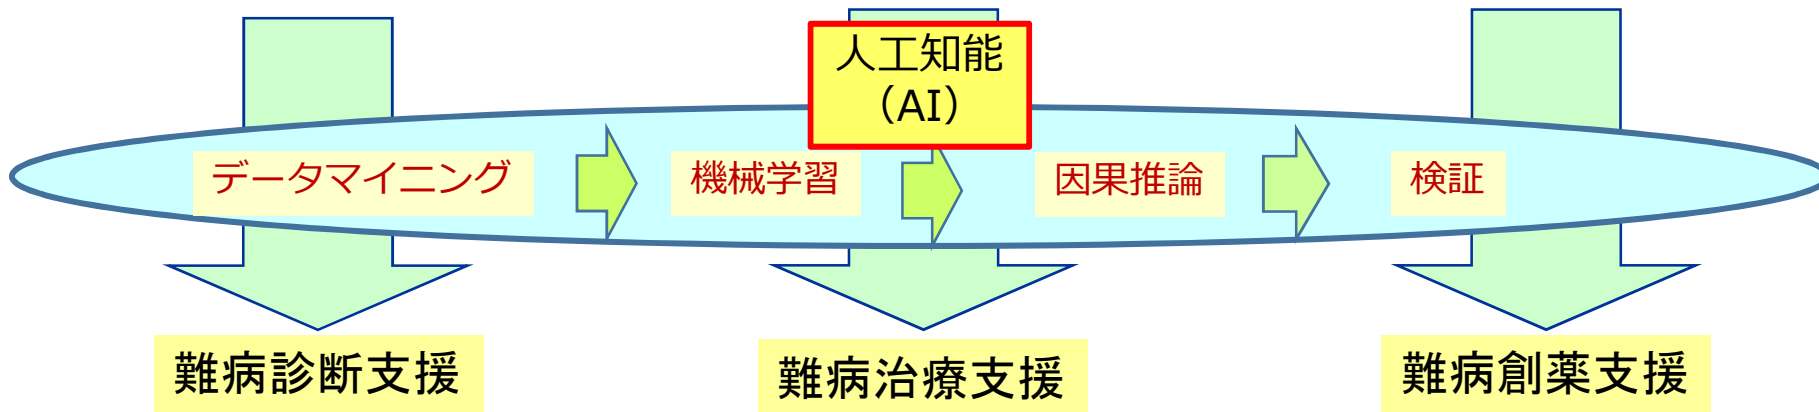 人工知能
（AI）
データマイニング
機械学習
因果推論
検証
難病診断支援
難病治療支援
難病創薬支援